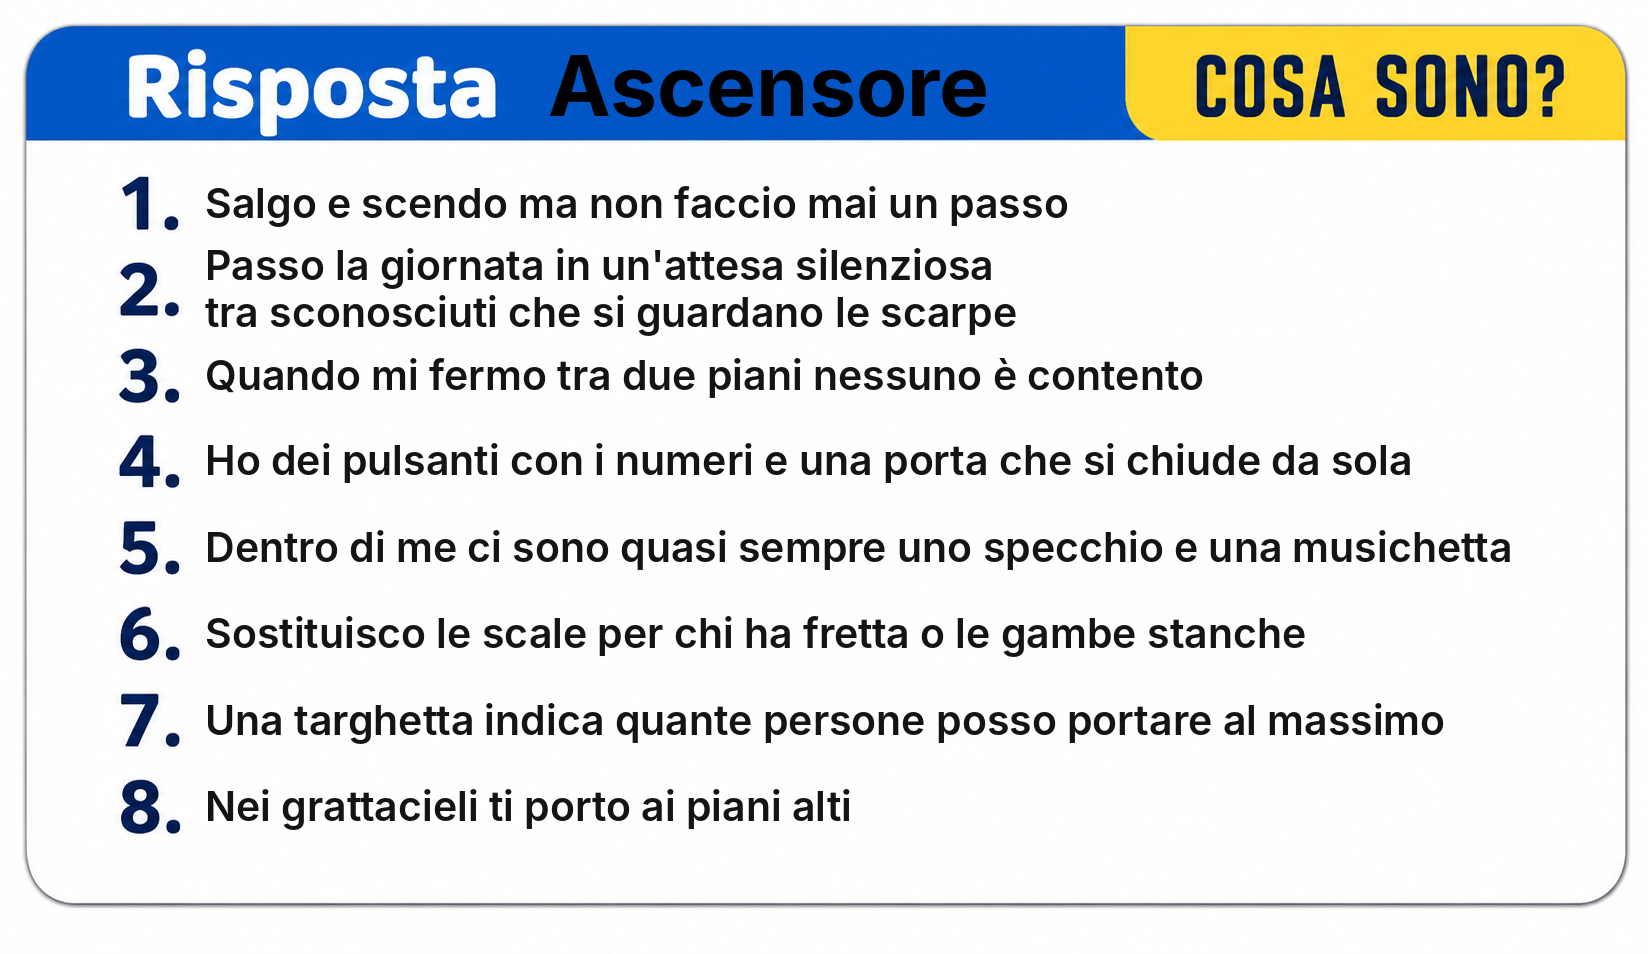 Risposta Ascensore COSA SONO?
1. Salgo e scendo ma non faccio mai un passo
2. Passo la giornata in un'attesa silenziosa
tra sconosciuti che si guardano le scarpe
3. Quando mi fermo tra due piani nessuno è contento
4. Ho dei pulsanti con i numeri e una porta che si chiude da sola
5. Dentro di me ci sono quasi sempre uno specchio e una musichetta
6. Sostituisco le scale per chi ha fretta o le gambe stanche
7. Una targhetta indica quante persone posso portare al massimo
8. Nei grattacieli ti porto ai piani alti